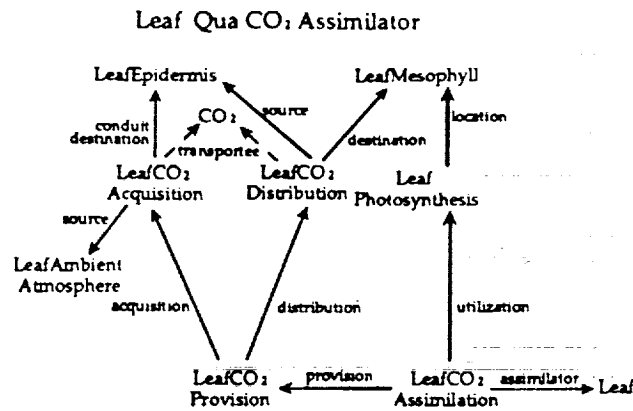 Leaf Qua CO₂ Assimilator
LeafEpidermis
LeafMesophyll
CO₂
source
conduit
destination
transportee
destination
location
LeafCO₂
Acquisition
LeafCO₂
Distribution
Leaf
Photosynthesis
source
LeafAmbient
Atmosphere
acquisition
distribution
utilization
LeafCO₂
Provision
provision
LeafCO₂
Assimilation
assimilator
Leaf